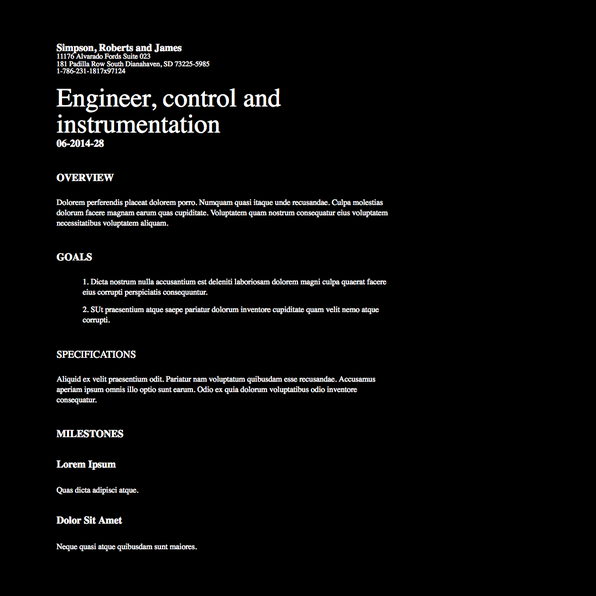 Simpson, Roberts and James
11176 Alvarado Fords Suite 023
181 Padilla Row South Dianahaven, SD 73225-5985
1-786-231-1817x97124
Engineer, control and
instrumentation
06-2014-28
OVERVIEW
Dolorem perferendis placeat dolorem porro. Numquam quasi itaque unde recusandae. Culpa molestias
dolorum facere magnam earum quas cupiditate. Voluptatem quam nostrum consequatur eius voluptatem
necessitatibus voluptatem aliquam.
GOALS
1. Dicta nostrum nulla accusantium est deleniti laboriosam dolorem magni culpa quaerat facere
eius corrupti perspiciatis consequuntur.
2. SUt praesentium atque saepe pariatur dolorum inventore cupiditate quam velit nemo atque
corrupti.
SPECIFICATIONS
Aliquid ex velit praesentium odit. Pariatur nam voluptatum quibusdam esse recusandae. Accusamus
aperiam ipsum omnis illo optio sunt earum. Odio ex quia dolorum voluptatibus odio inventore
consequatur.
MILESTONES
Lorem Ipsum
Quas dicta adipisci atque.
Dolor Sit Amet
Neque quasi atque quibusdam sunt maiores.